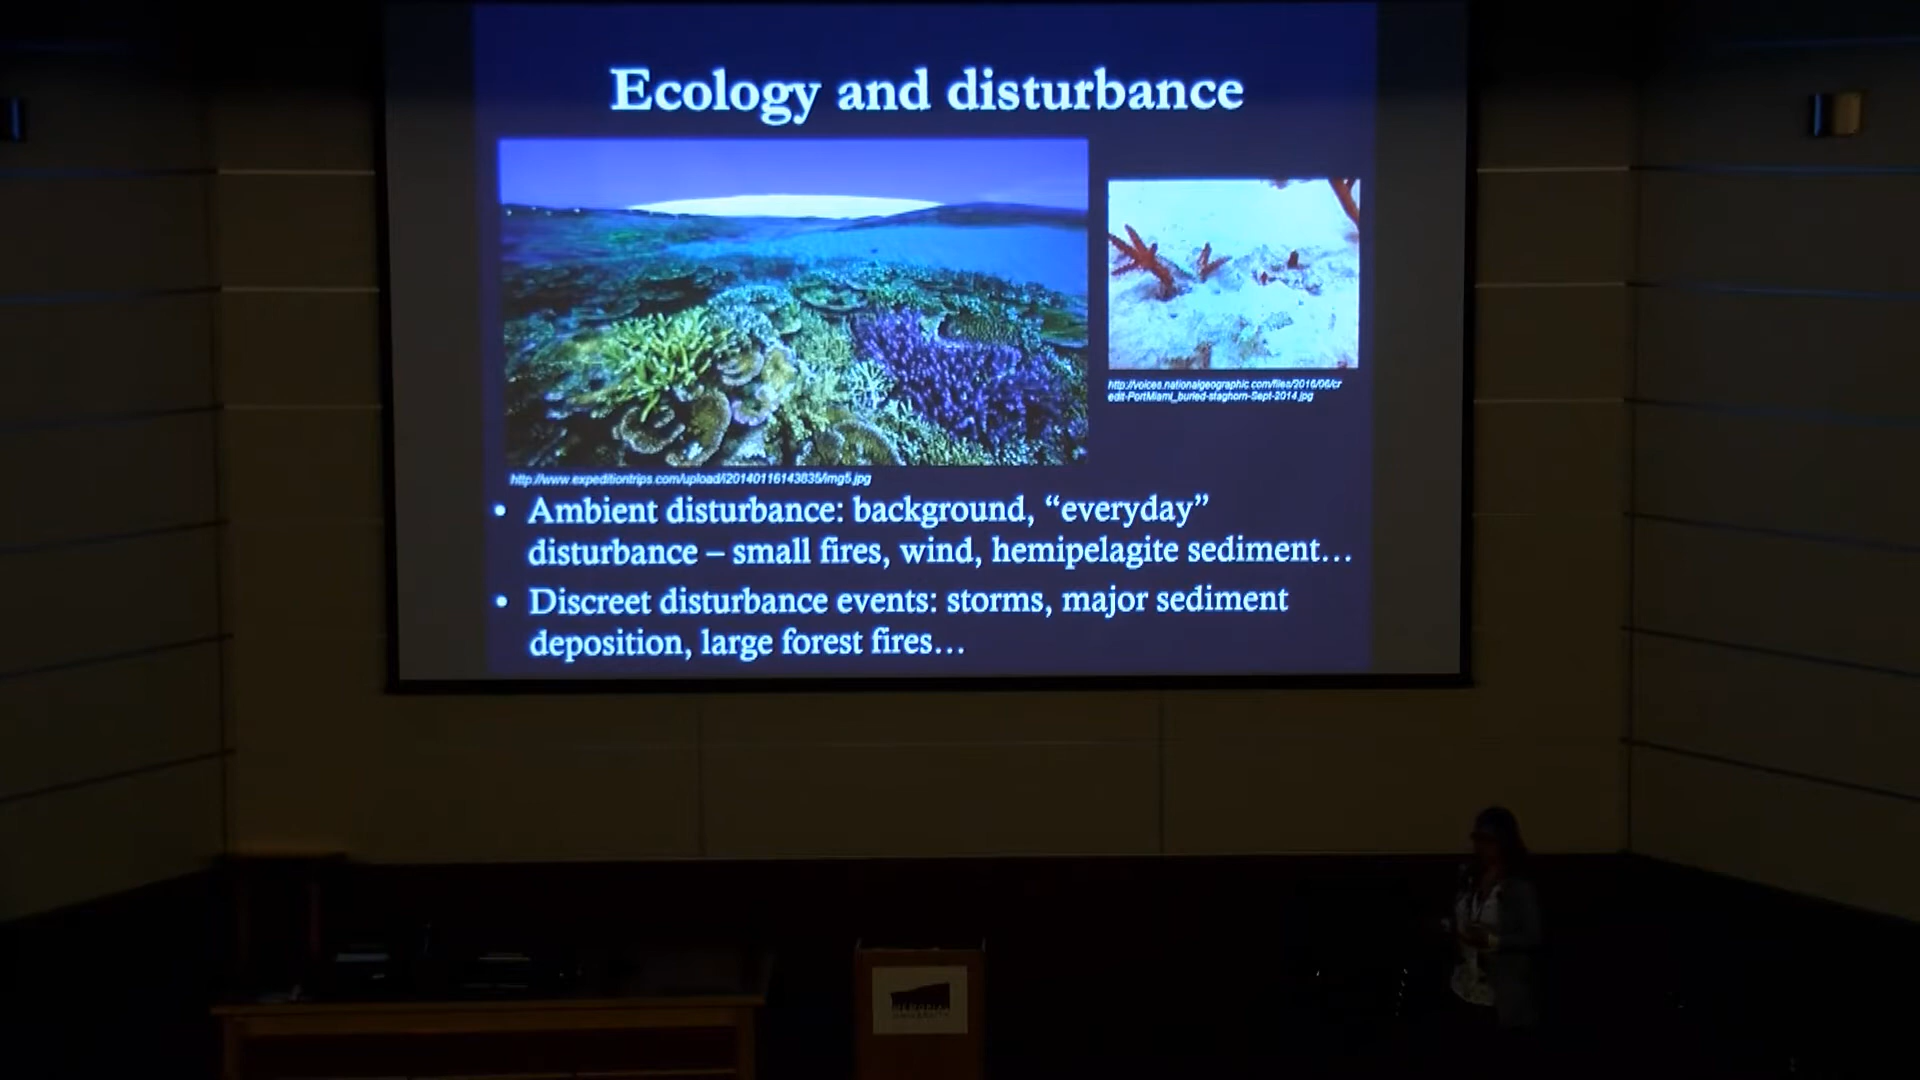 Ecology and disturbance
http://voices.nationalgeographic.com/files/2016/06/cr
edit-PortMiami_buried-staghorn-Sept-2014.jpg
http://www.expeditiontrips.com/upload/i20140116143835/img5.jpg
• Ambient disturbance: background, “everyday”
disturbance – small fires, wind, hemipelagite sediment…
• Discreet disturbance events: storms, major sediment
deposition, large forest fires…
MEMORIAL
UNIVERSITY